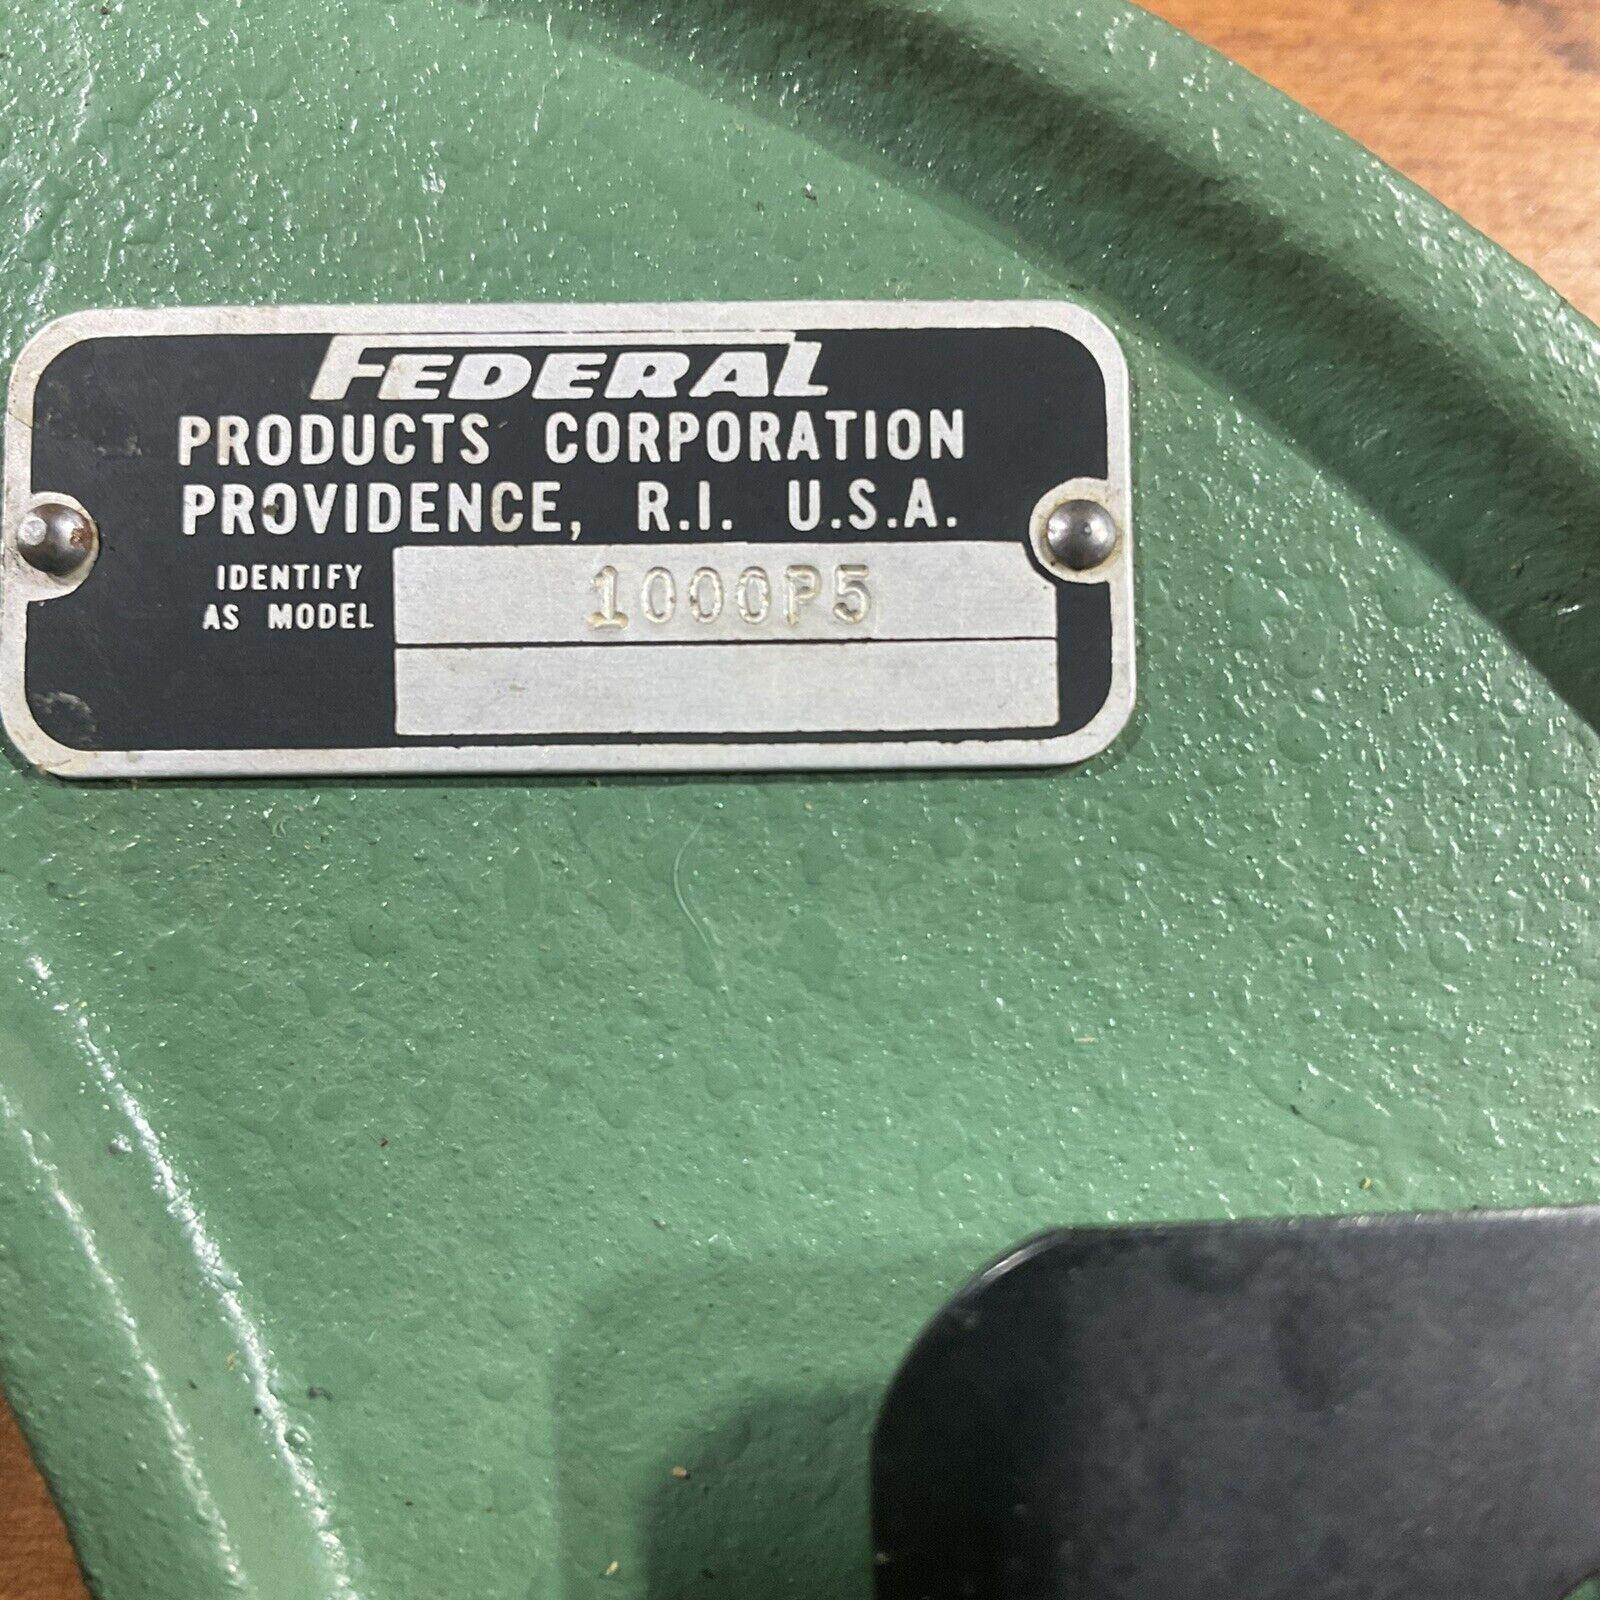 FEDERAL
PRODUCTS CORPORATION
PROVIDENCE, R.I. U.S.A.
IDENTIFY
AS MODEL 1000P5